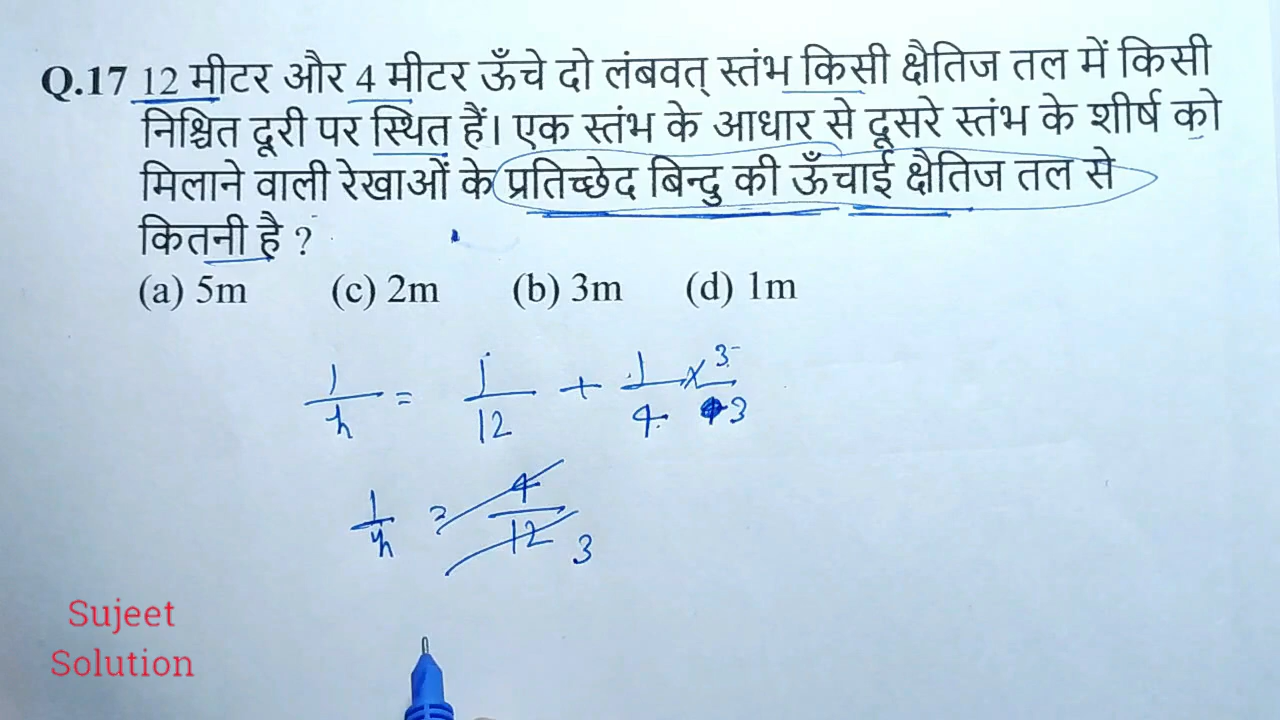 Q.17 12 मीटर और 4 मीटर ऊँचे दो लंबवत् स्तंभ किसी क्षैतिज तल में किसी
निश्चित दूरी पर स्थित हैं। एक स्तंभ के आधार से दूसरे स्तंभ के शीर्ष को
मिलाने वाली रेखाओं के प्रतिच्छेद बिन्दु की ऊँचाई क्षैतिज तल से
कितनी है ?
(a) 5m (c) 2m (b) 3m (d) 1m
1/h = 1/12 + 1/4 × 3/3
1/h = 4/12 3
Sujeet
Solution